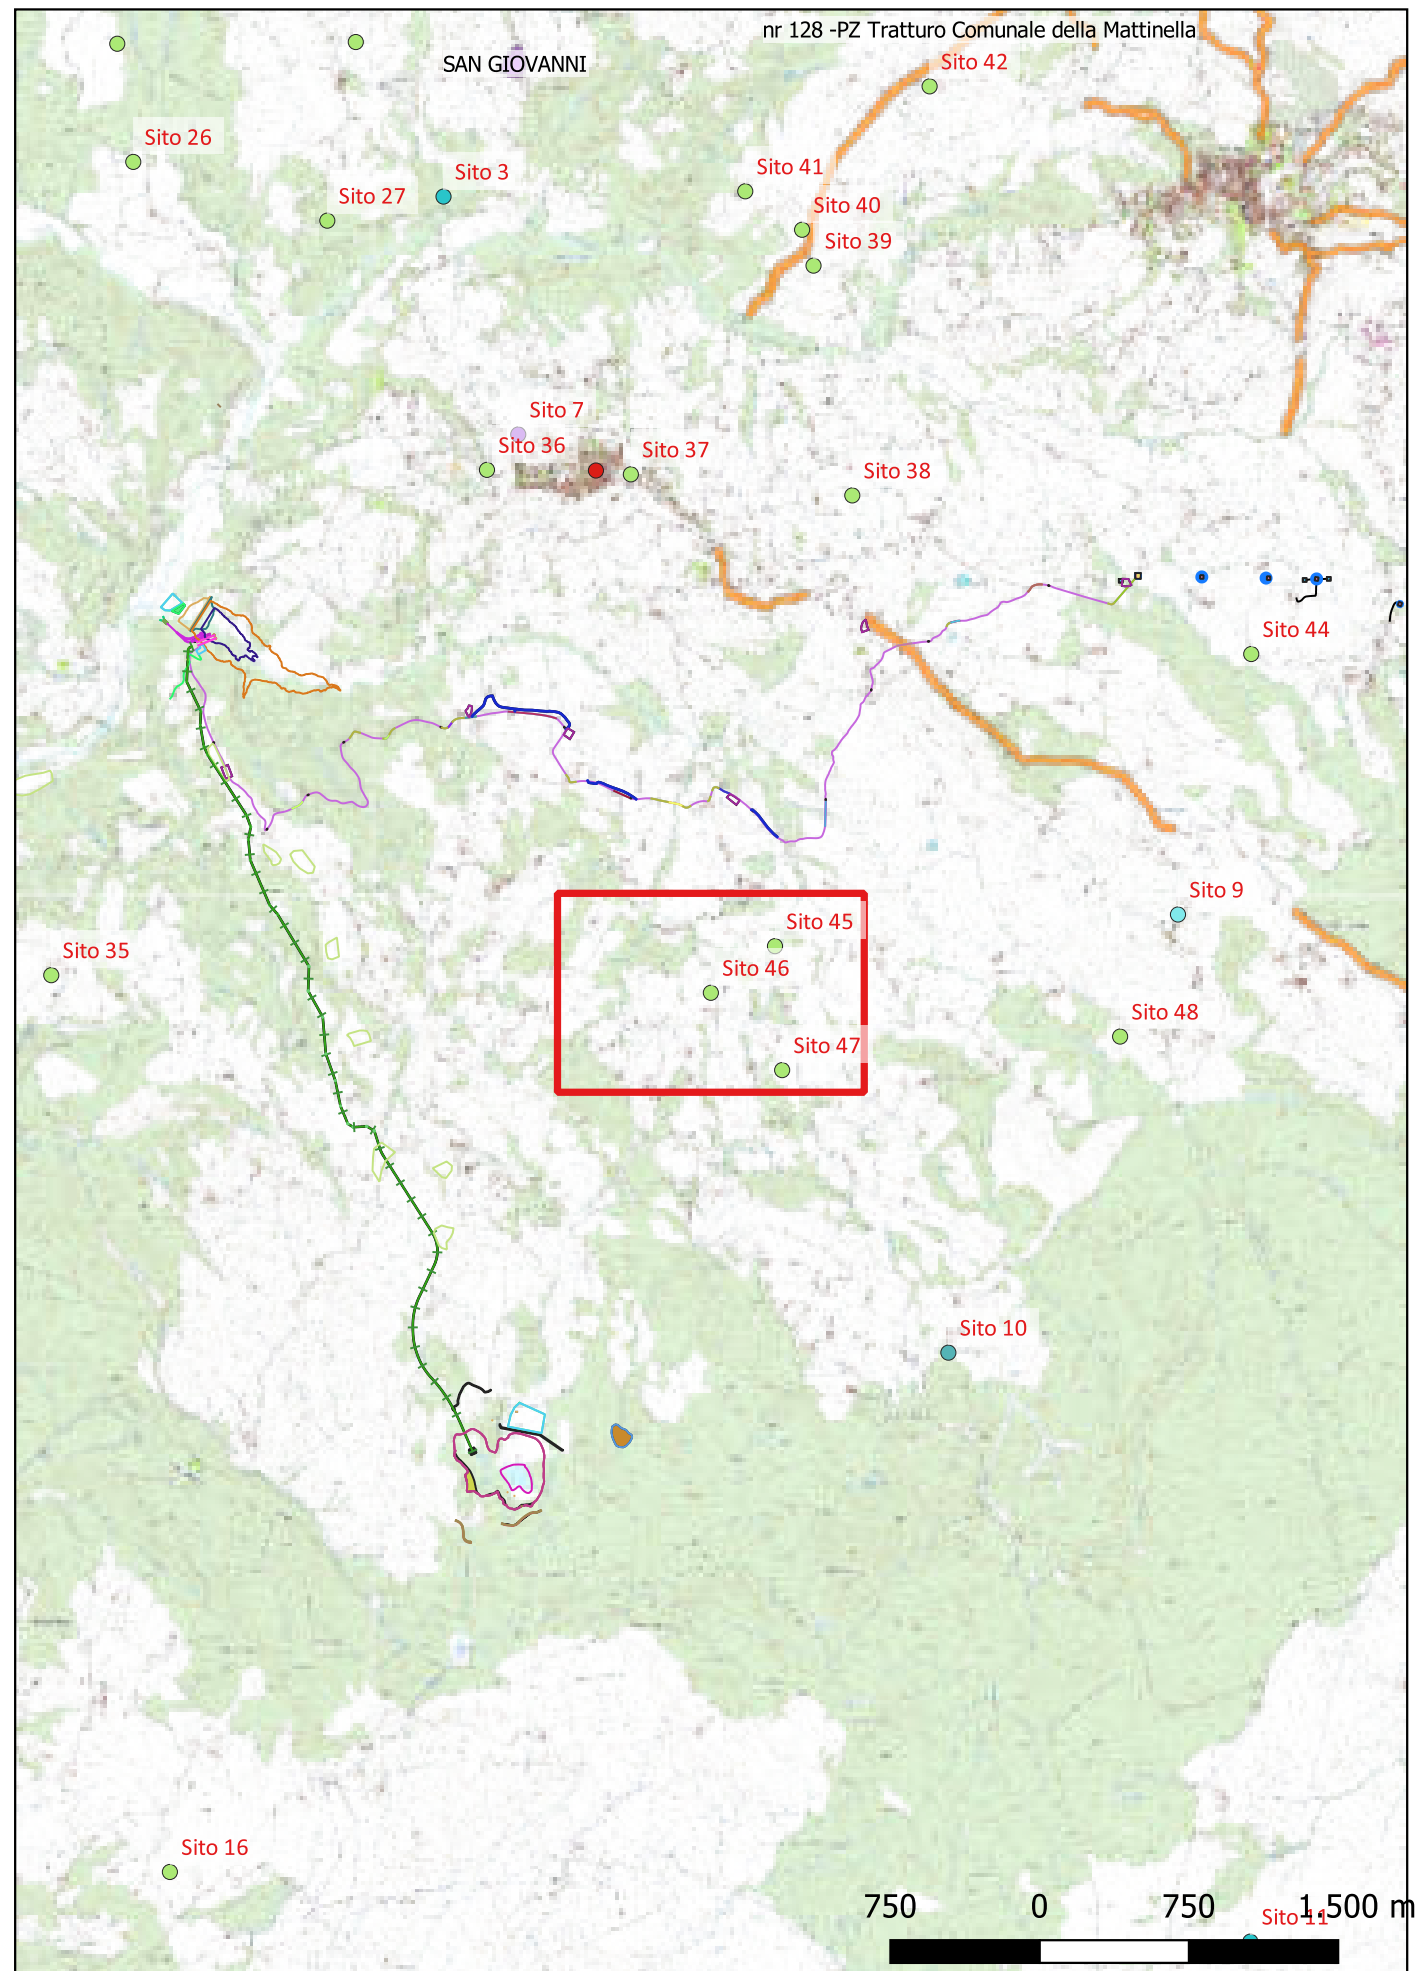 nr 128 -PZ Tratturo Comunale della Mattinella
SAN GIOVANNI
Sito 42
Sito 26
Sito 3
Sito 41
Sito 27
Sito 40
Sito 39
Sito 7
Sito 36
Sito 37
Sito 38
Sito 44
Sito 9
Sito 45
Sito 35
Sito 46
Sito 48
Sito 47
Sito 10
Sito 16
750 0 750 1.500 m
Sito 11